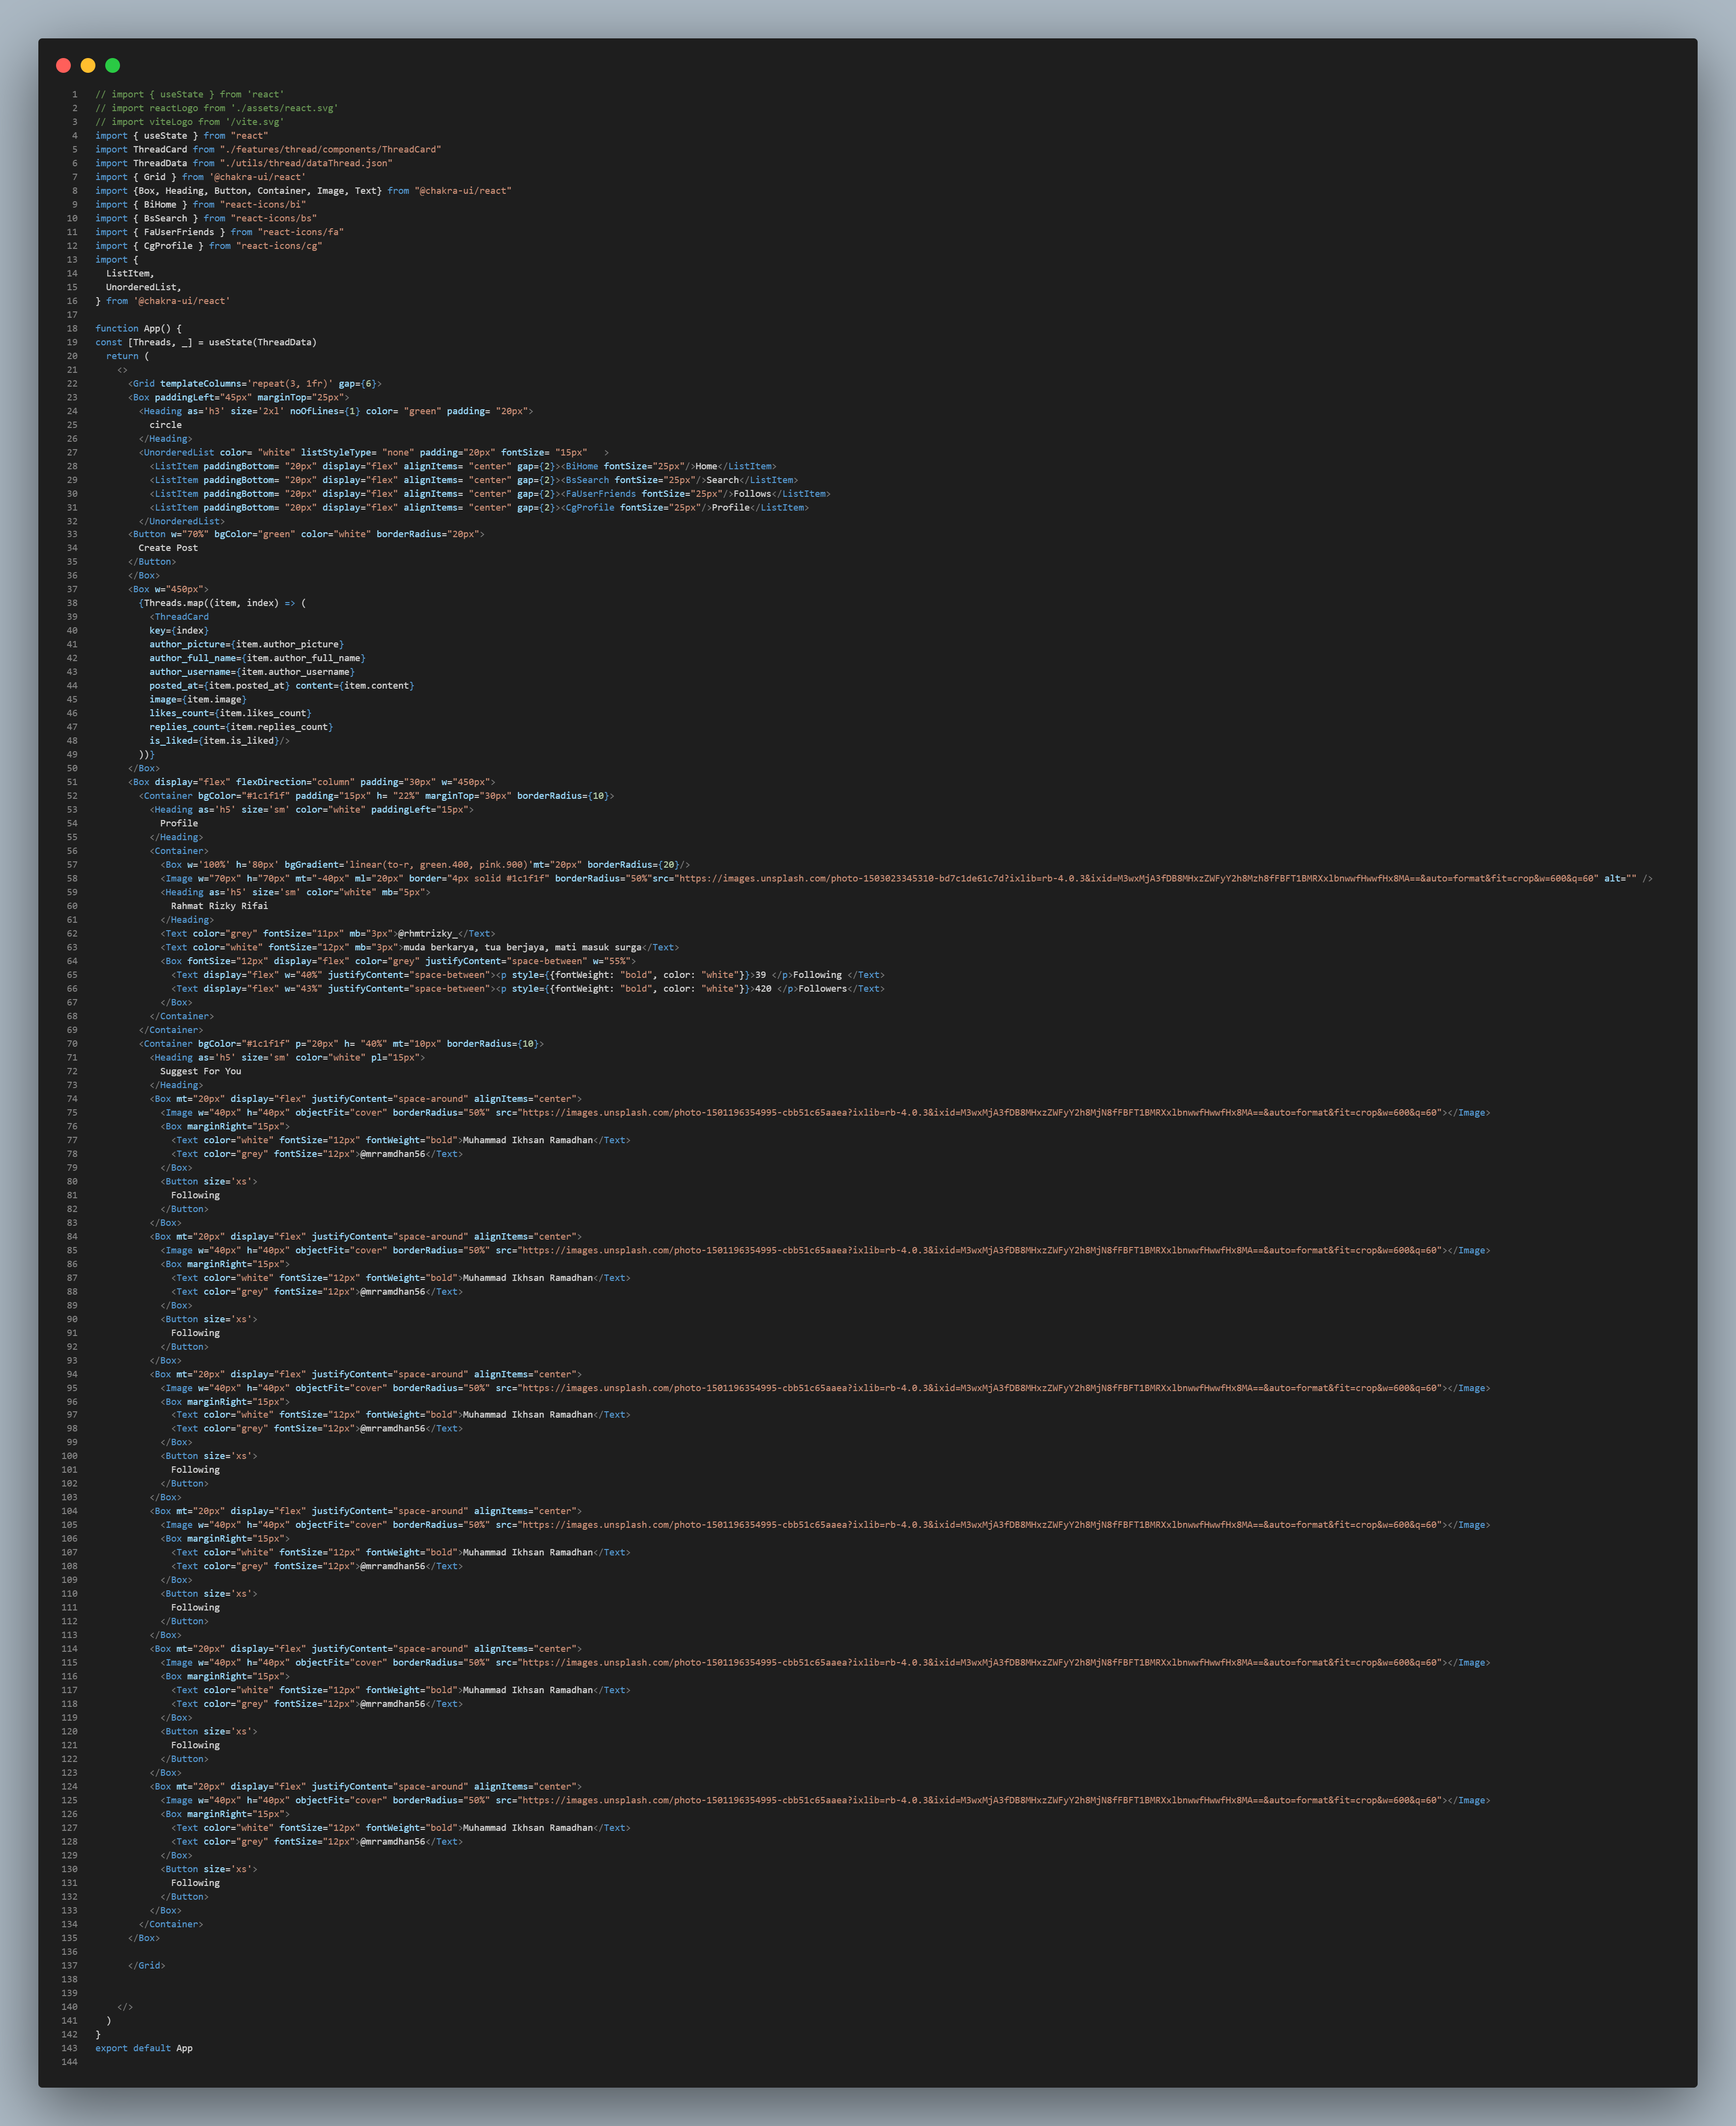 1 // import { useState } from 'react'
2 // import reactLogo from './assets/react.svg'
3 // import viteLogo from '/vite.svg'
4 import { useState } from "react"
5 import ThreadCard from "./features/thread/components/ThreadCard"
6 import ThreadData from "./utils/thread/dataThread.json"
7 import { Grid } from '@chakra-ui/react'
8 import {Box, Heading, Button, Container, Image, Text} from "@chakra-ui/react"
9 import { BiHome } from "react-icons/bi"
10 import { BsSearch } from "react-icons/bs"
11 import { FaUserFriends } from "react-icons/fa"
12 import { CgProfile } from "react-icons/cg"
13 import {
14   ListItem,
15   UnorderedList,
16 } from '@chakra-ui/react'
17
18 function App() {
19 const [Threads, _] = useState(ThreadData)
20   return (
21     <>
22       <Grid templateColumns='repeat(3, 1fr)' gap={6}>
23       <Box paddingLeft="45px" marginTop="25px">
24         <Heading as='h3' size='2xl' noOfLines={1} color= "green" padding= "20px">
25           circle
26         </Heading>
27         <UnorderedList color= "white" listStyleType= "none" padding="20px" fontSize= "15px"   >
28           <ListItem paddingBottom= "20px" display="flex" alignItems= "center" gap={2}><BiHome fontSize="25px"/>Home</ListItem>
29           <ListItem paddingBottom= "20px" display="flex" alignItems= "center" gap={2}><BsSearch fontSize="25px"/>Search</ListItem>
30           <ListItem paddingBottom= "20px" display="flex" alignItems= "center" gap={2}><FaUserFriends fontSize="25px"/>Follows</ListItem>
31           <ListItem paddingBottom= "20px" display="flex" alignItems= "center" gap={2}><CgProfile fontSize="25px"/>Profile</ListItem>
32         </UnorderedList>
33       <Button w="70%" bgColor="green" color="white" borderRadius="20px">
34         Create Post
35       </Button>
36       </Box>
37       <Box w="450px">
38         {Threads.map((item, index) => (
39           <ThreadCard
40           key={index}
41           author_picture={item.author_picture}
42           author_full_name={item.author_full_name}
43           author_username={item.author_username}
44           posted_at={item.posted_at} content={item.content}
45           image={item.image}
46           likes_count={item.likes_count}
47           replies_count={item.replies_count}
48           is_liked={item.is_liked}/>
49         ))}
50       </Box>
51       <Box display="flex" flexDirection="column" padding="30px" w="450px">
52         <Container bgColor="#1c1f1f" padding="15px" h= "22%" marginTop="30px" borderRadius={10}>
53           <Heading as='h5' size='sm' color="white" paddingLeft="15px">
54             Profile
55           </Heading>
56           <Container>
57             <Box w='100%' h='80px' bgGradient='linear(to-r, green.400, pink.900)'mt="20px" borderRadius={20}/>
58             <Image w="70px" h="70px" mt="-40px" ml="20px" border="4px solid #1c1f1f" borderRadius="50%"src="https://images.unsplash.com/photo-1503023345310-bd7c1de61c7d?ixlib=rb-4.0.3&ixid=M3wxMjA3fDB8MHxzZWFyY2h8Mzh8fFBFT1BMRXxlbnwwfHwwfHx8MA==&auto=format&fit=crop&w=600&q=60" alt="" />
59             <Heading as='h5' size='sm' color="white" mb="5px">
60               Rahmat Rizky Rifai
61             </Heading>
62             <Text color="grey" fontSize="11px" mb="3px">@rhmtrizky_</Text>
63             <Text color="white" fontSize="12px" mb="3px">muda berkarya, tua berjaya, mati masuk surga</Text>
64             <Box fontSize="12px" display="flex" color="grey" justifyContent="space-between" w="55%">
65               <Text display="flex" w="40%" justifyContent="space-between"><p style={{fontWeight: "bold", color: "white"}}>39 </p>Following </Text>
66               <Text display="flex" w="43%" justifyContent="space-between"><p style={{fontWeight: "bold", color: "white"}}>420 </p>Followers</Text>
67             </Box>
68           </Container>
69         </Container>
70         <Container bgColor="#1c1f1f" p="20px" h= "40%" mt="10px" borderRadius={10}>
71           <Heading as='h5' size='sm' color="white" pl="15px">
72             Suggest For You
73           </Heading>
74           <Box mt="20px" display="flex" justifyContent="space-around" alignItems="center">
75             <Image w="40px" h="40px" objectFit="cover" borderRadius="50%" src="https://images.unsplash.com/photo-1501196354995-cbb51c65aaea?ixlib=rb-4.0.3&ixid=M3wxMjA3fDB8MHxzZWFyY2h8MjN8fFBFT1BMRXxlbnwwfHwwfHx8MA==&auto=format&fit=crop&w=600&q=60"></Image>
76             <Box marginRight="15px">
77               <Text color="white" fontSize="12px" fontWeight="bold">Muhammad Ikhsan Ramadhan</Text>
78               <Text color="grey" fontSize="12px">@mrramdhan56</Text>
79             </Box>
80             <Button size='xs'>
81               Following
82             </Button>
83           </Box>
84           <Box mt="20px" display="flex" justifyContent="space-around" alignItems="center">
85             <Image w="40px" h="40px" objectFit="cover" borderRadius="50%" src="https://images.unsplash.com/photo-1501196354995-cbb51c65aaea?ixlib=rb-4.0.3&ixid=M3wxMjA3fDB8MHxzZWFyY2h8MjN8fFBFT1BMRXxlbnwwfHwwfHx8MA==&auto=format&fit=crop&w=600&q=60"></Image>
86             <Box marginRight="15px">
87               <Text color="white" fontSize="12px" fontWeight="bold">Muhammad Ikhsan Ramadhan</Text>
88               <Text color="grey" fontSize="12px">@mrramdhan56</Text>
89             </Box>
90             <Button size='xs'>
91               Following
92             </Button>
93           </Box>
94           <Box mt="20px" display="flex" justifyContent="space-around" alignItems="center">
95             <Image w="40px" h="40px" objectFit="cover" borderRadius="50%" src="https://images.unsplash.com/photo-1501196354995-cbb51c65aaea?ixlib=rb-4.0.3&ixid=M3wxMjA3fDB8MHxzZWFyY2h8MjN8fFBFT1BMRXxlbnwwfHwwfHx8MA==&auto=format&fit=crop&w=600&q=60"></Image>
96             <Box marginRight="15px">
97               <Text color="white" fontSize="12px" fontWeight="bold">Muhammad Ikhsan Ramadhan</Text>
98               <Text color="grey" fontSize="12px">@mrramdhan56</Text>
99             </Box>
100             <Button size='xs'>
101               Following
102             </Button>
103           </Box>
104           <Box mt="20px" display="flex" justifyContent="space-around" alignItems="center">
105             <Image w="40px" h="40px" objectFit="cover" borderRadius="50%" src="https://images.unsplash.com/photo-1501196354995-cbb51c65aaea?ixlib=rb-4.0.3&ixid=M3wxMjA3fDB8MHxzZWFyY2h8MjN8fFBFT1BMRXxlbnwwfHwwfHx8MA==&auto=format&fit=crop&w=600&q=60"></Image>
106             <Box marginRight="15px">
107               <Text color="white" fontSize="12px" fontWeight="bold">Muhammad Ikhsan Ramadhan</Text>
108               <Text color="grey" fontSize="12px">@mrramdhan56</Text>
109             </Box>
110             <Button size='xs'>
111               Following
112             </Button>
113           </Box>
114           <Box mt="20px" display="flex" justifyContent="space-around" alignItems="center">
115             <Image w="40px" h="40px" objectFit="cover" borderRadius="50%" src="https://images.unsplash.com/photo-1501196354995-cbb51c65aaea?ixlib=rb-4.0.3&ixid=M3wxMjA3fDB8MHxzZWFyY2h8MjN8fFBFT1BMRXxlbnwwfHwwfHx8MA==&auto=format&fit=crop&w=600&q=60"></Image>
116             <Box marginRight="15px">
117               <Text color="white" fontSize="12px" fontWeight="bold">Muhammad Ikhsan Ramadhan</Text>
118               <Text color="grey" fontSize="12px">@mrramdhan56</Text>
119             </Box>
120             <Button size='xs'>
121               Following
122             </Button>
123           </Box>
124           <Box mt="20px" display="flex" justifyContent="space-around" alignItems="center">
125             <Image w="40px" h="40px" objectFit="cover" borderRadius="50%" src="https://images.unsplash.com/photo-1501196354995-cbb51c65aaea?ixlib=rb-4.0.3&ixid=M3wxMjA3fDB8MHxzZWFyY2h8MjN8fFBFT1BMRXxlbnwwfHwwfHx8MA==&auto=format&fit=crop&w=600&q=60"></Image>
126             <Box marginRight="15px">
127               <Text color="white" fontSize="12px" fontWeight="bold">Muhammad Ikhsan Ramadhan</Text>
128               <Text color="grey" fontSize="12px">@mrramdhan56</Text>
129             </Box>
130             <Button size='xs'>
131               Following
132             </Button>
133           </Box>
134         </Container>
135       </Box>
136
137       </Grid>
138
139
140     </>
141   )
142 }
143 export default App
144